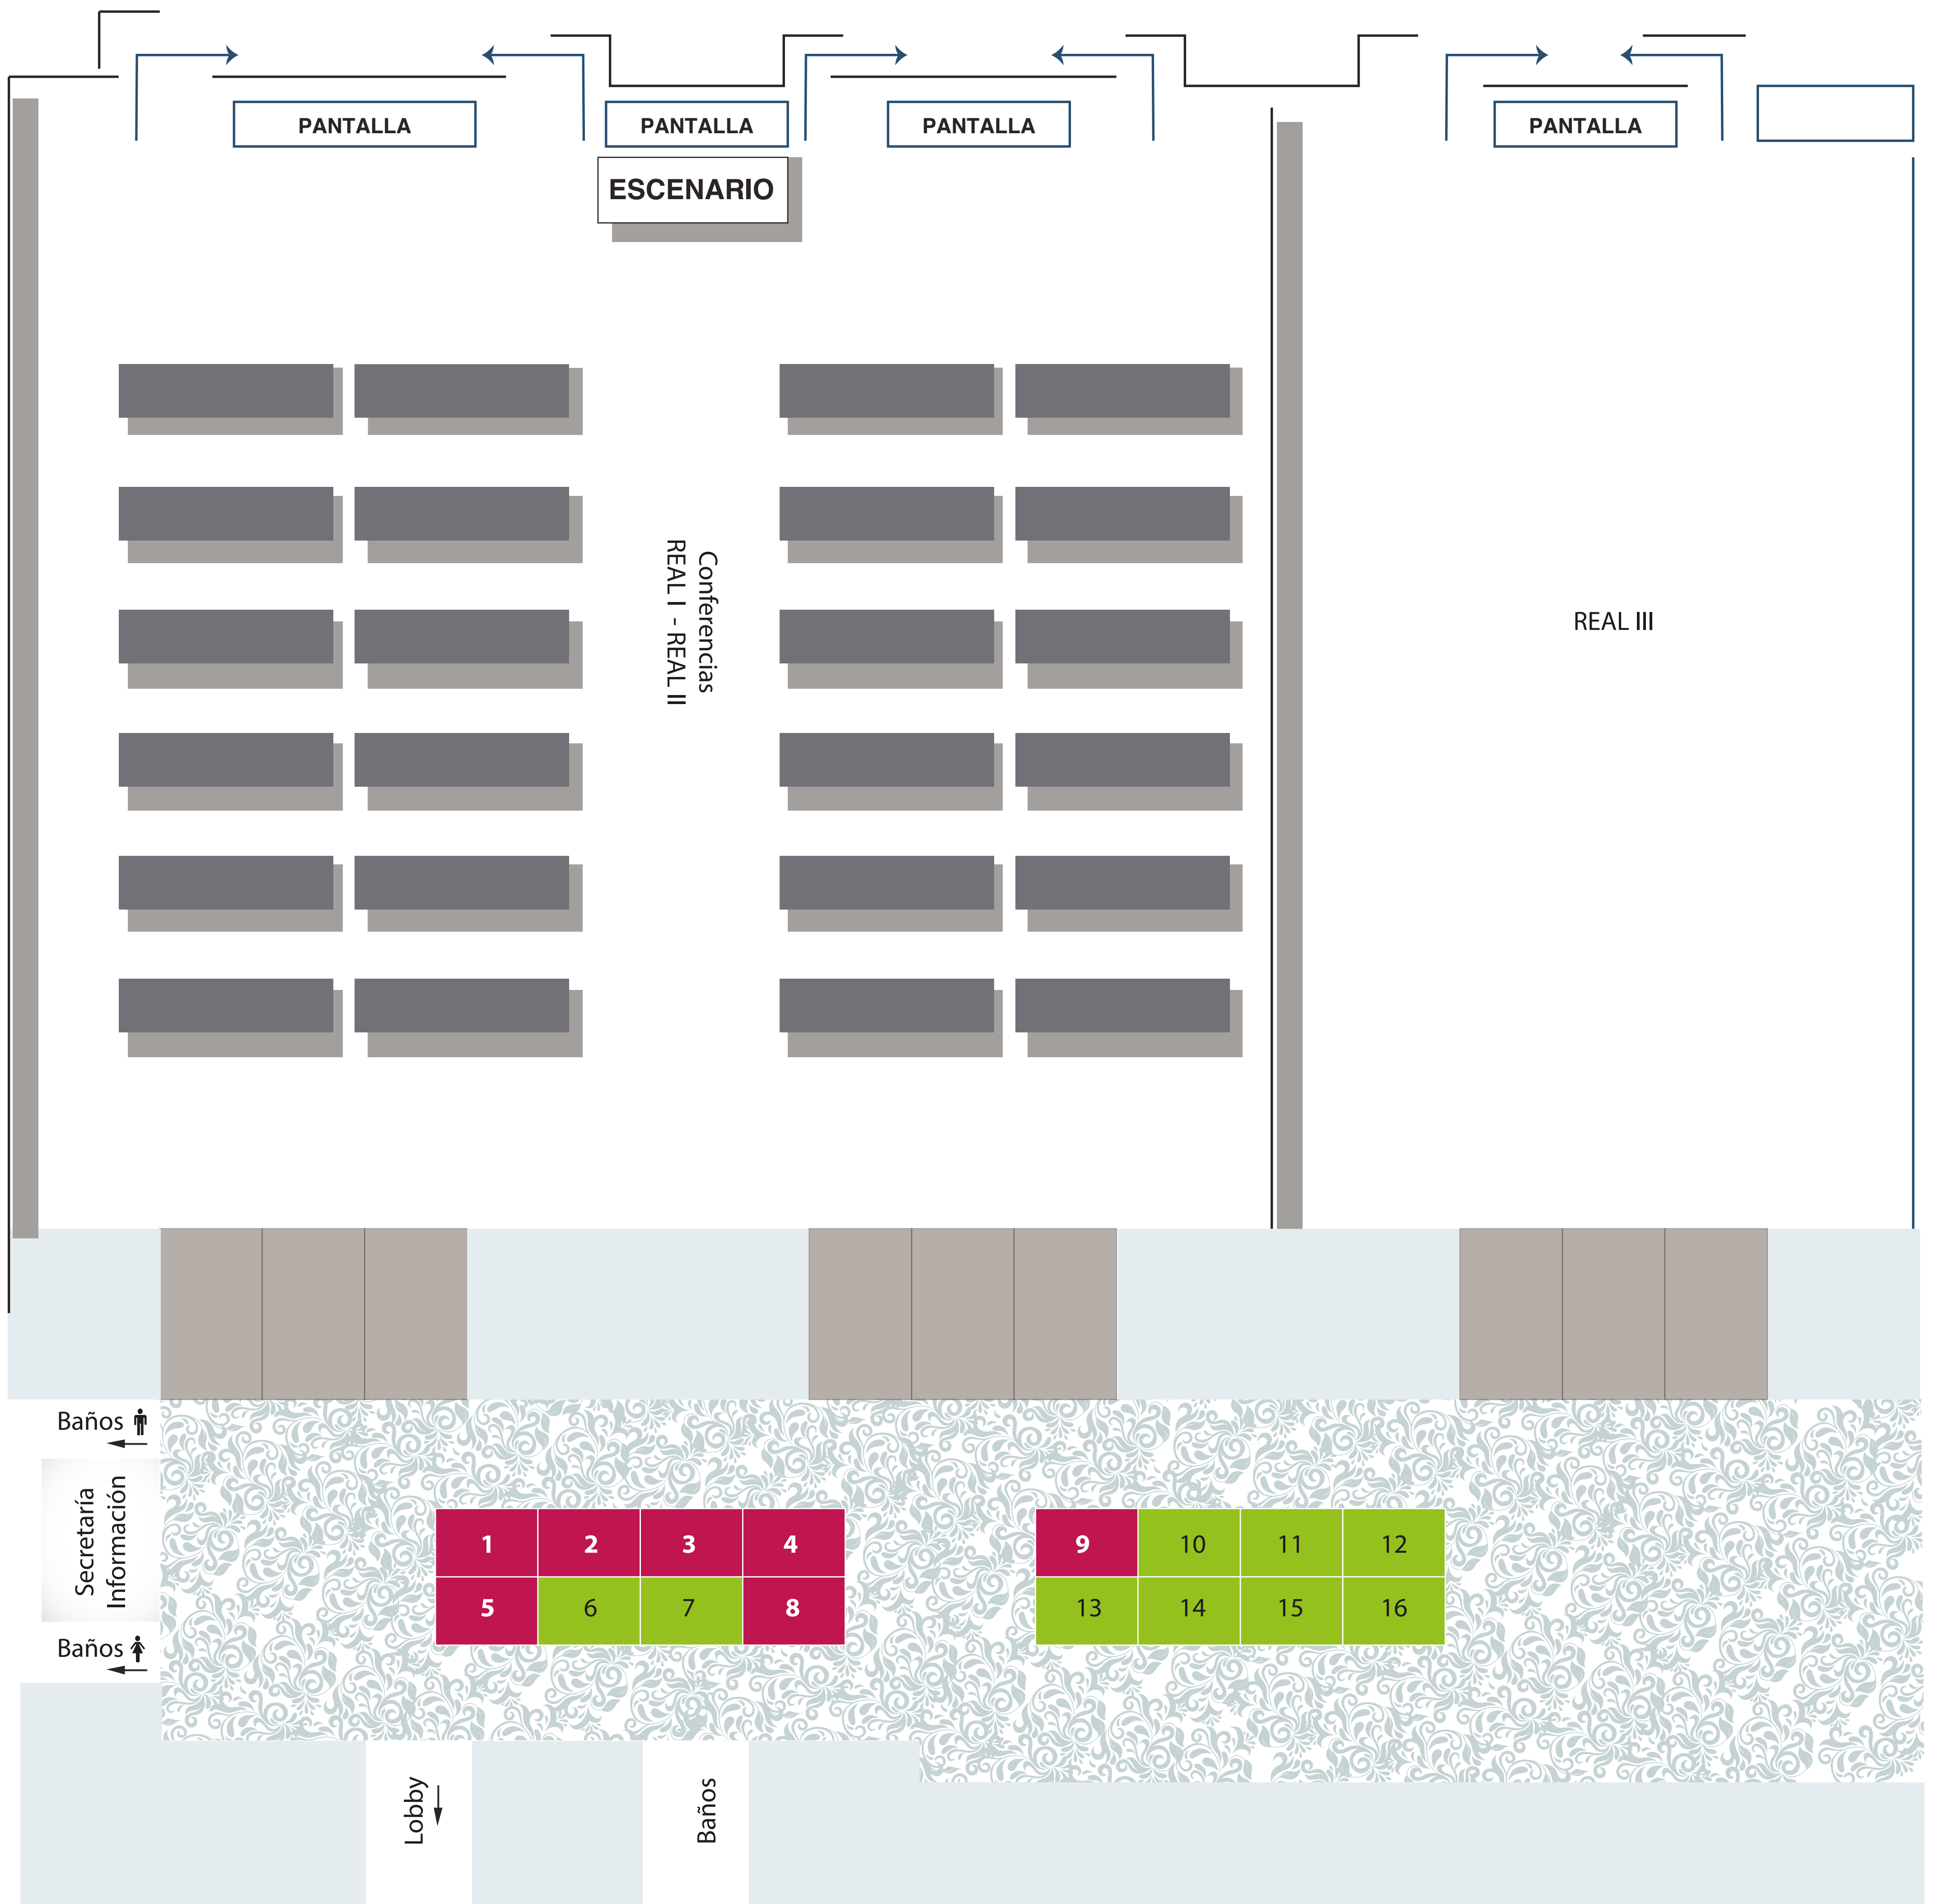 PANTALLA
PANTALLA
PANTALLA
PANTALLA
ESCENARIO
Conferencias
REAL I - REAL II
REAL III
Baños
Secretaría
Información
Baños
1 2 3 4
5 6 7 8
9 10 11 12
13 14 15 16
Lobby
Baños